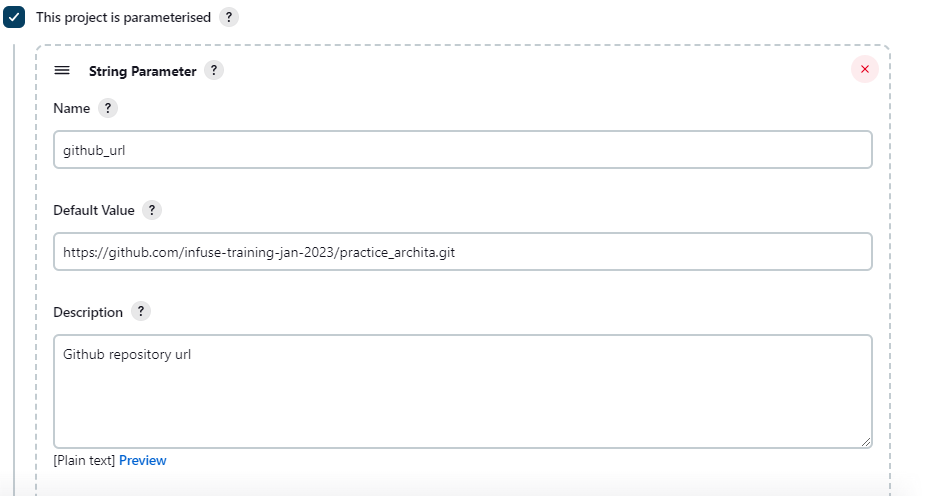 This project is parameterised ?
String Parameter ?
Name ?
github_url
Default Value ?
https://github.com/infuse-training-jan-2023/practice_archita.git
Description ?
Github repository url
[Plain text] Preview